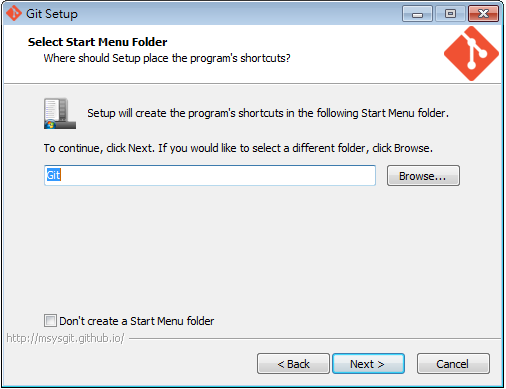 Git Setup
Select Start Menu Folder
Where should Setup place the program's shortcuts?
Setup will create the program's shortcuts in the following Start Menu folder.
To continue, click Next. If you would like to select a different folder, click Browse.
Git
Browse...
Don't create a Start Menu folder
http://msysgit.github.io/
< Back
Next >
Cancel